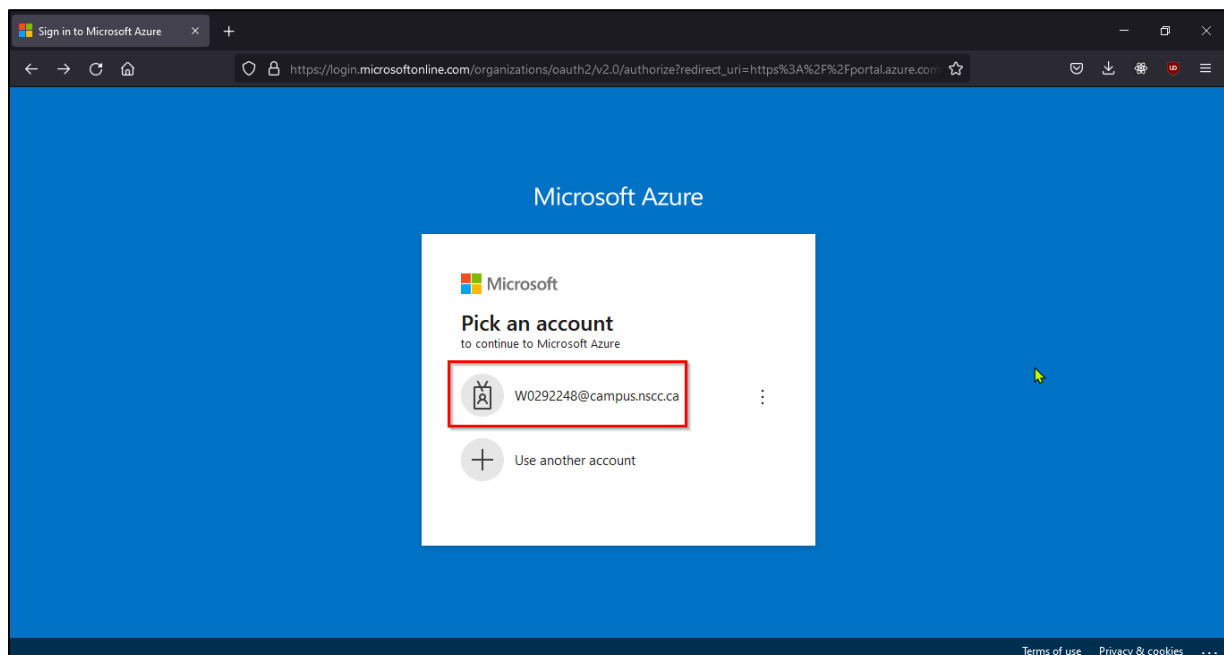 Sign in to Microsoft Azure
https://login.microsoftonline.com/organizations/oauth2/v2.0/authorize?redirect_uri=https%3A%2F%2Fportal.azure.com
Microsoft Azure
Microsoft
Pick an account
to continue to Microsoft Azure
W0292248@campus.nscc.ca
Use another account
Terms of use Privacy & cookies ...